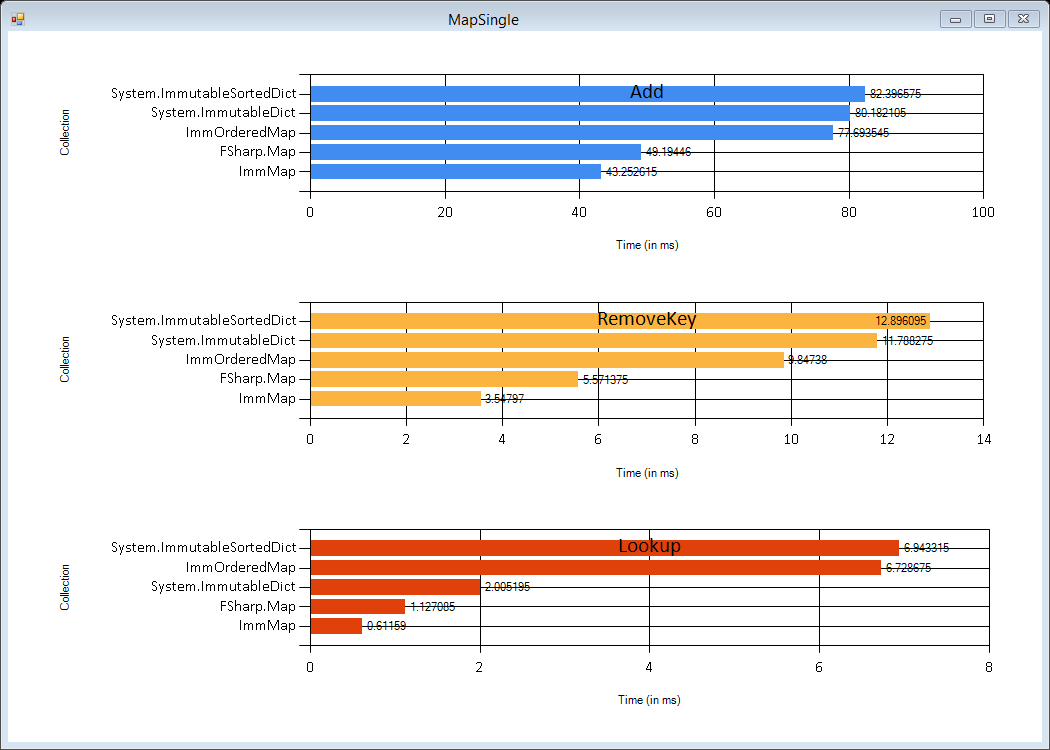 MapSingle
Add
Collection
System.ImmutableSortedDict 82.396575
System.ImmutableDict 80.182105
ImmOrderedMap 77.693545
FSharp.Map 49.19446
ImmMap 43.252615
0 20 40 60 80 100
Time (in ms)
RemoveKey
Collection
System.ImmutableSortedDict 12.896095
System.ImmutableDict 11.788275
ImmOrderedMap 9.84738
FSharp.Map 5.571375
ImmMap 3.54797
0 2 4 6 8 10 12 14
Time (in ms)
Lookup
Collection
System.ImmutableSortedDict 6.943315
ImmOrderedMap 6.728675
System.ImmutableDict 2.005195
FSharp.Map 1.127085
ImmMap 0.61159
0 2 4 6 8
Time (in ms)